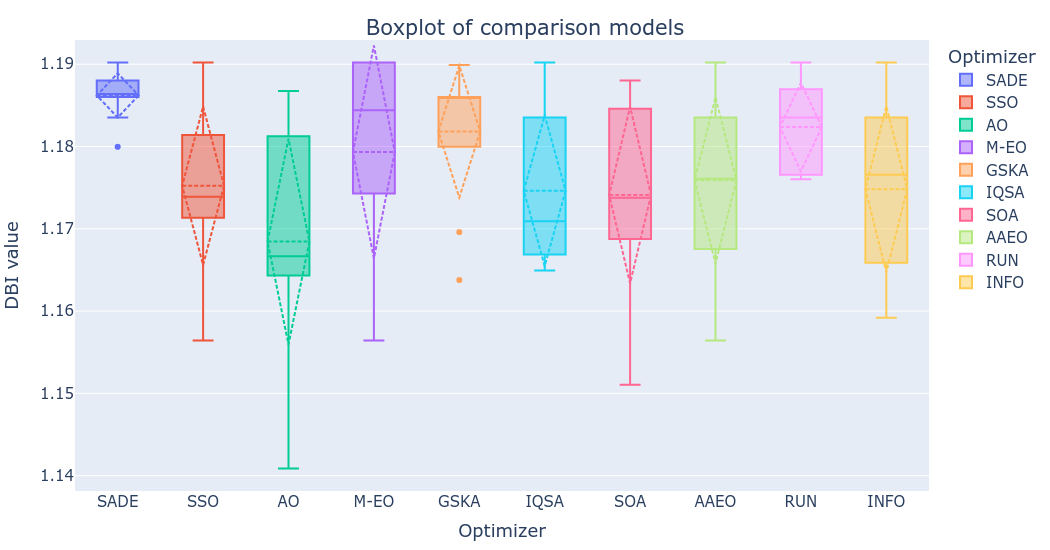 Boxplot of comparison models
DBI value
1.19
1.18
1.17
1.16
1.15
1.14
SADE
SSO
AO
M-EO
GSKA
IQSA
SOA
AAEO
RUN
INFO
Optimizer
Optimizer
SADE
SSO
AO
M-EO
GSKA
IQSA
SOA
AAEO
RUN
INFO